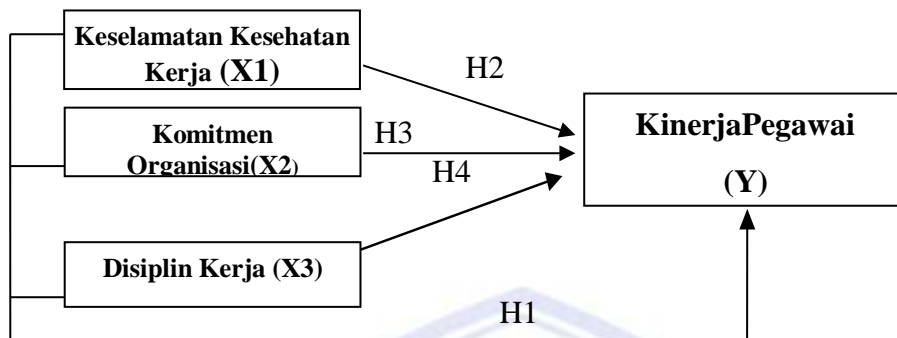 Keselamatan Kesehatan
Kerja (X1)
H2
KinerjaPegawai
(Y)
Komitmen
Organisasi(X2)
H3
H4
Disiplin Kerja (X3)
H1